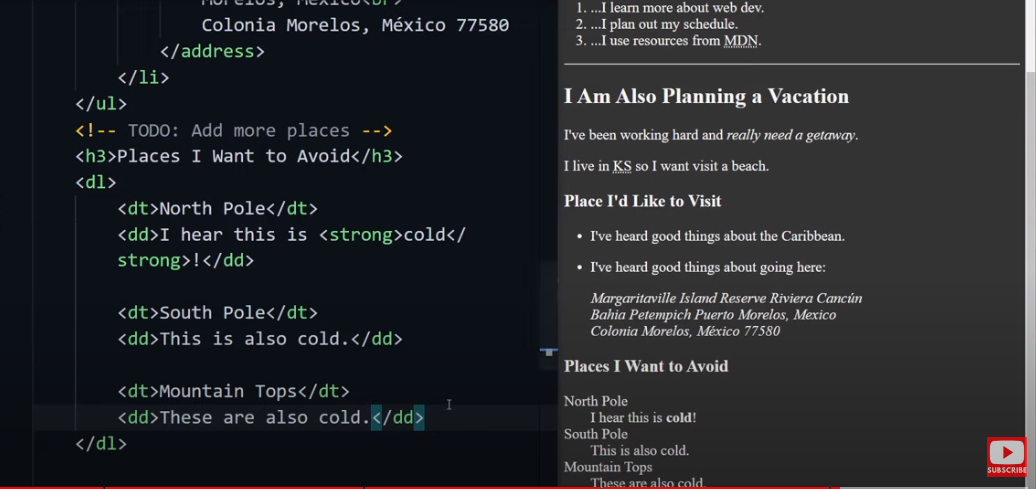 Morelos, México<br>
Colonia Morelos, México 77580
</address>
</li>
</ul>
<!-- TODO: Add more places -->
<h3>Places I Want to Avoid</h3>
<dl>
<dt>North Pole</dt>
<dd>I hear this is <strong>cold</
strong>!</dd>
<dt>South Pole</dt>
<dd>This is also cold.</dd>
<dt>Mountain Tops</dt>
<dd>These are also cold.</dd>
</dl>
1. ...I learn more about web dev.
2. ...I plan out my schedule.
3. ...I use resources from MDN.
I Am Also Planning a Vacation
I've been working hard and really need a getaway.
I live in KS so I want visit a beach.
Place I'd Like to Visit
• I've heard good things about the Caribbean.
• I've heard good things about going here:
Margaritaville Island Reserve Riviera Cancún
Bahia Petempich Puerto Morelos, Mexico
Colonia Morelos, México 77580
Places I Want to Avoid
North Pole
I hear this is cold!
South Pole
This is also cold.
Mountain Tops
These are also cold.
SUBSCRIBE